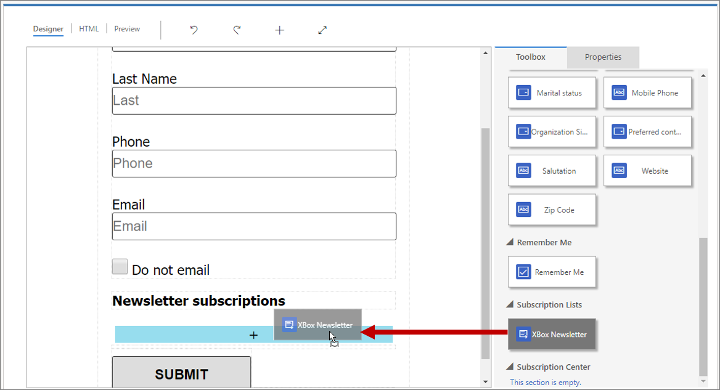 Designer HTML Preview
Toolbox Properties
Last Name
Last
Phone
Phone
Email
Email
Do not email
Newsletter subscriptions
XBox Newsletter
+
SUBMIT
Marital status Mobile Phone
Organization Si... Preferred cont...
Salutation Website
Zip Code
Remember Me
Remember Me
Subscription Lists
XBox Newsletter
Subscription Center
This section is empty.